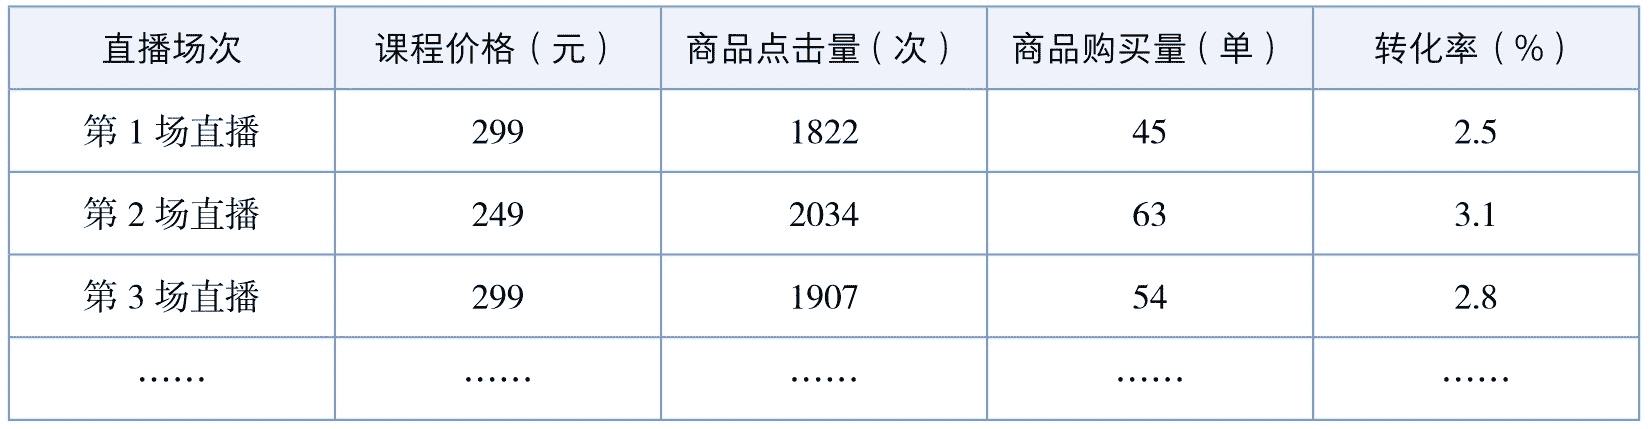 直播场次 课程价格（元） 商品点击量（次） 商品购买量（单） 转化率（%）
第 1 场直播 299 1822 45 2.5
第 2 场直播 249 2034 63 3.1
第 3 场直播 299 1907 54 2.8
…… …… …… …… ……